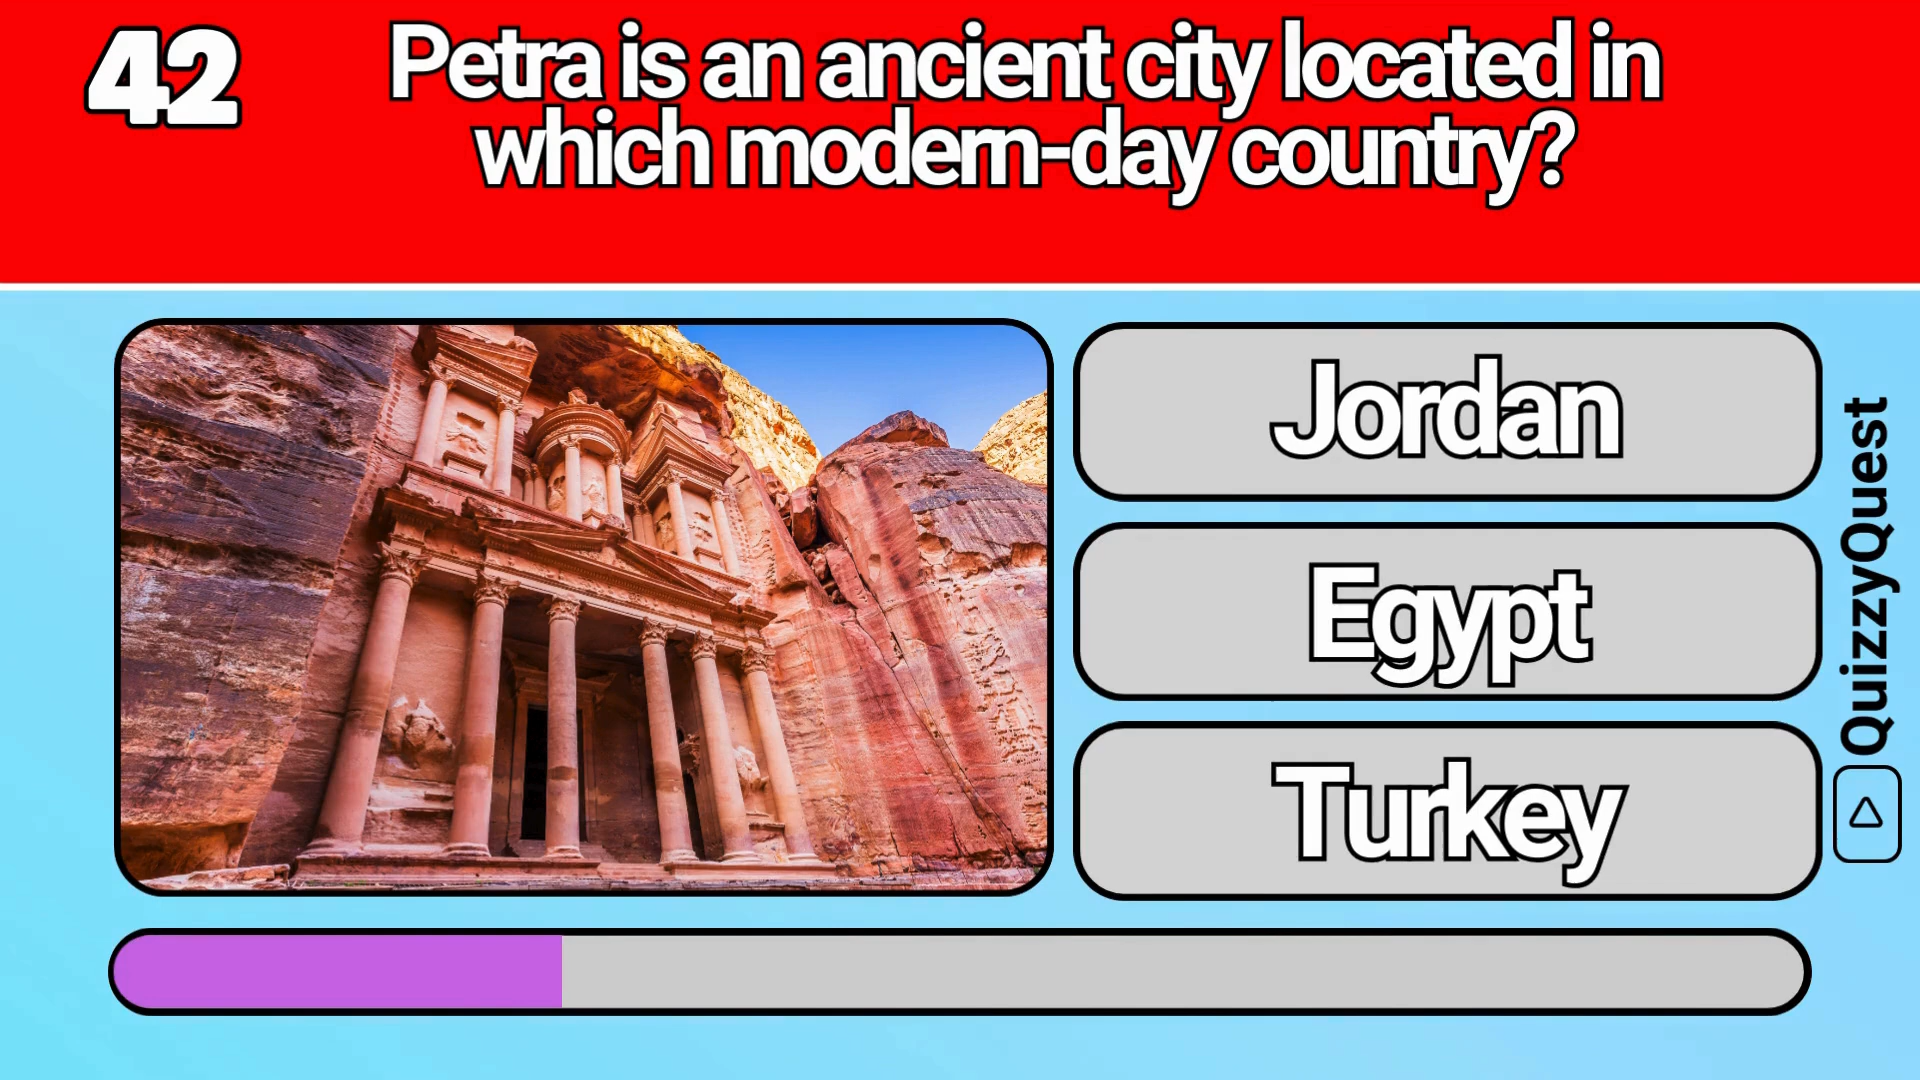 42
Petra is an ancient city located in
which modern-day country?
Jordan
Egypt
Turkey
QuizzyQuest